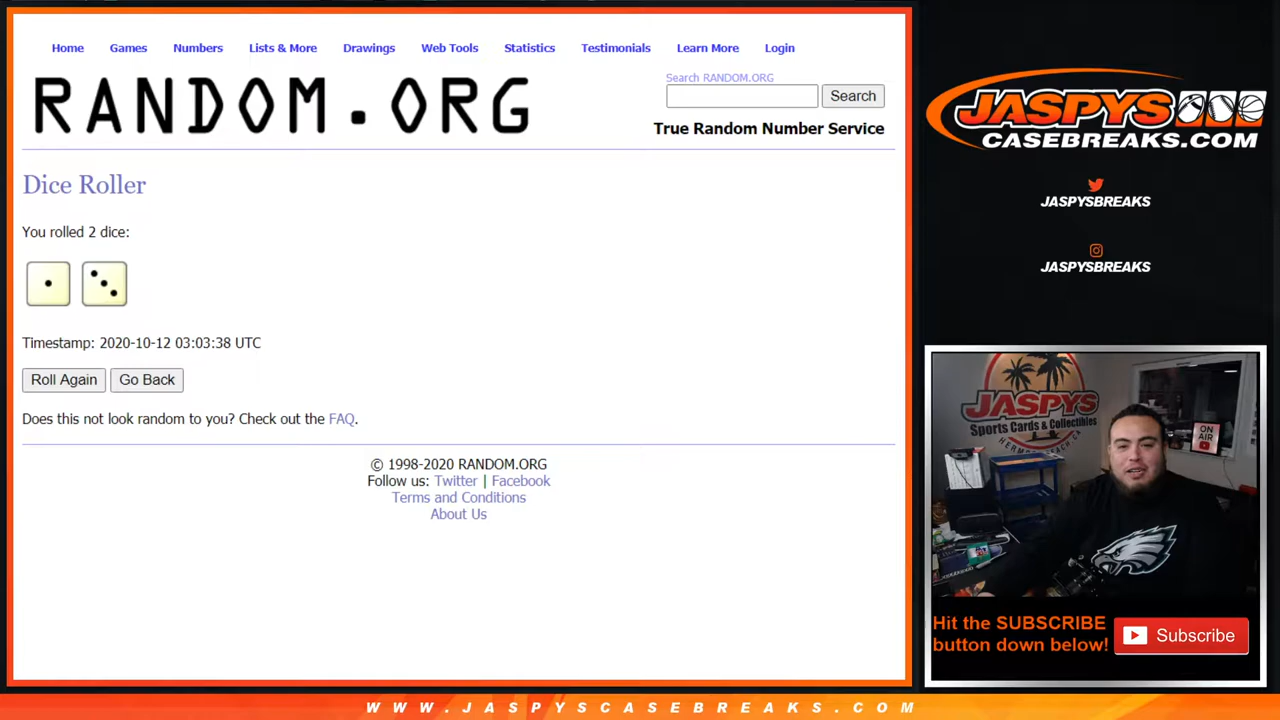 Home Games Numbers Lists & More Drawings Web Tools Statistics Testimonials Learn More Login
RANDOM.ORG
Search RANDOM.ORG
Search
True Random Number Service
Dice Roller
You rolled 2 dice:
Timestamp: 2020-10-12 03:03:38 UTC
Roll Again Go Back
Does this not look random to you? Check out the FAQ.
© 1998-2020 RANDOM.ORG
Follow us: Twitter | Facebook
Terms and Conditions
About Us
JASPYS
CASEBREAKS.COM
JASPYSBREAKS
JASPYSBREAKS
JASPYS
Sports Cards & Collectibles
HERMOSA BEACH, CA
ON
AIR
Hit the SUBSCRIBE
button down below!
Subscribe
WWW.JASPYSCASEBREAKS.COM